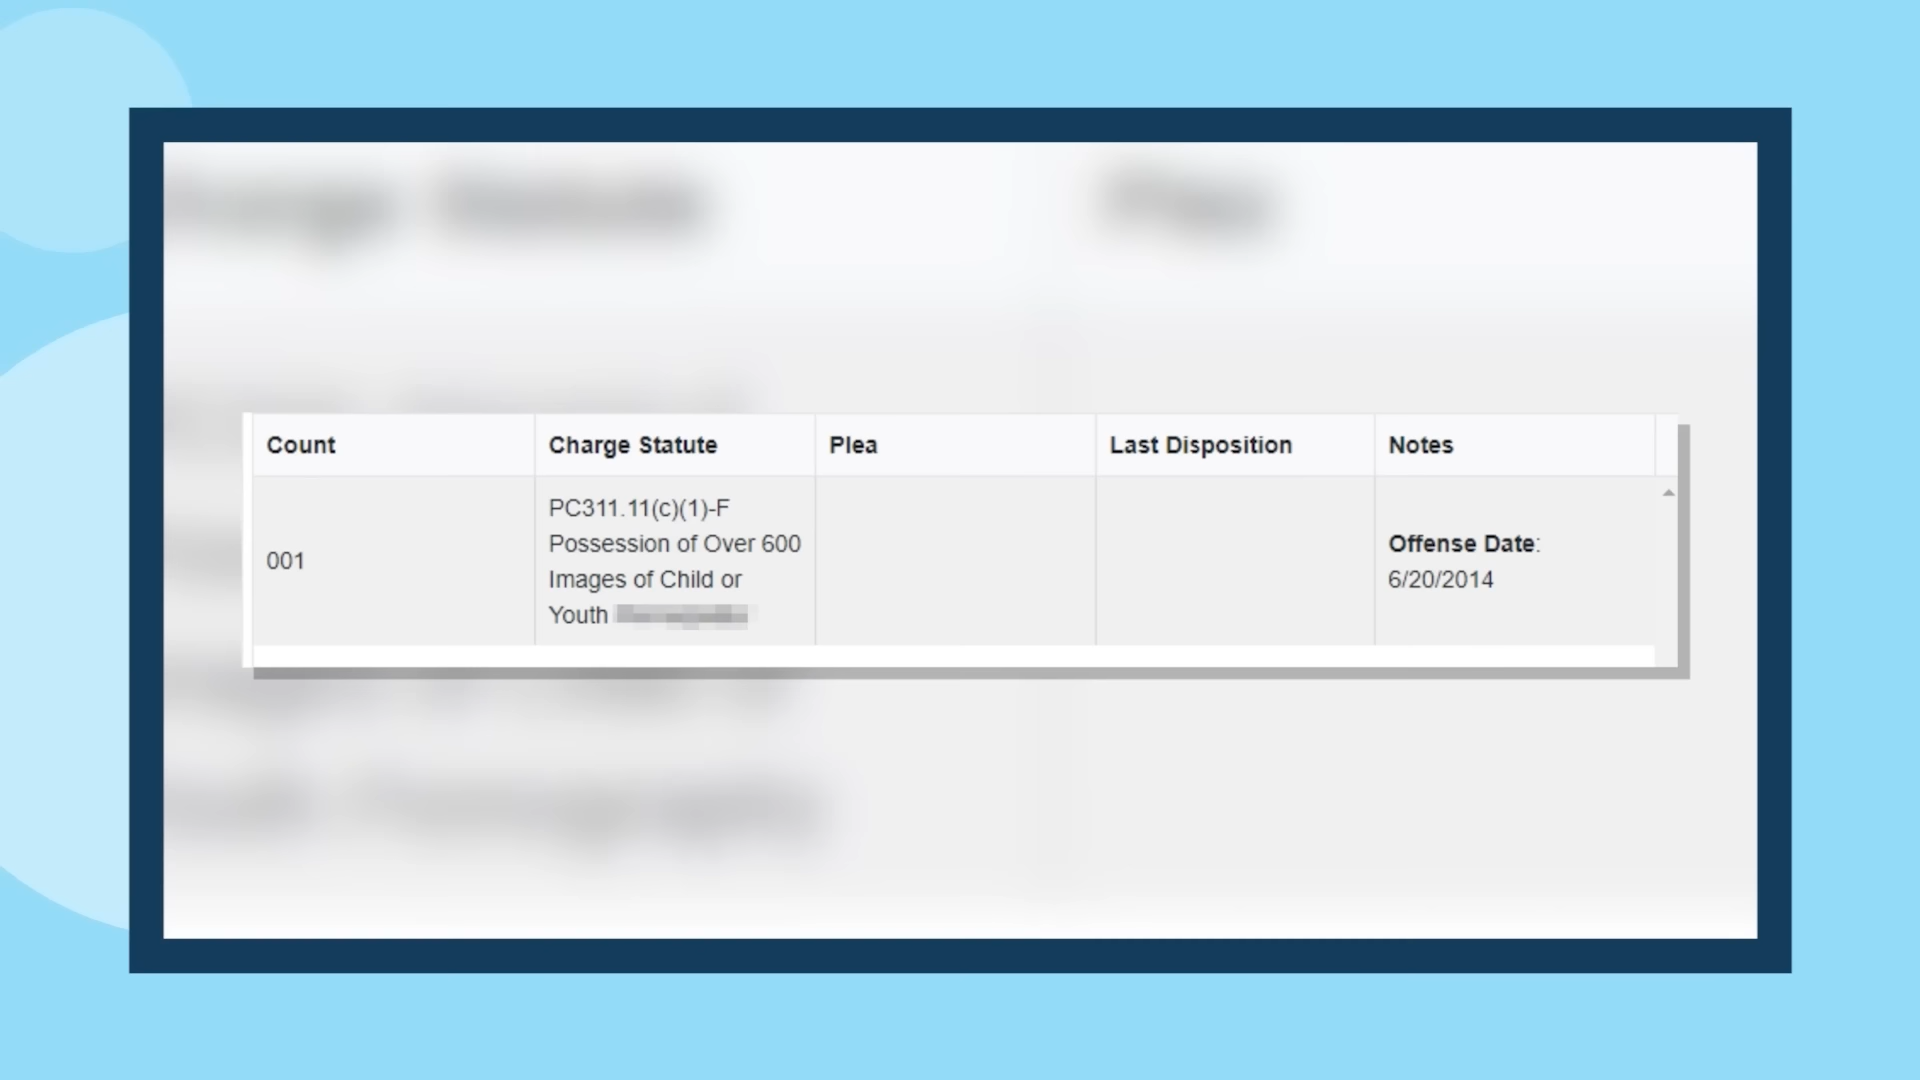 Count
Charge Statute
Plea
Last Disposition
Notes
001
PC311.11(c)(1)-F
Possession of Over 600
Images of Child or
Youth
Offense Date:
6/20/2014